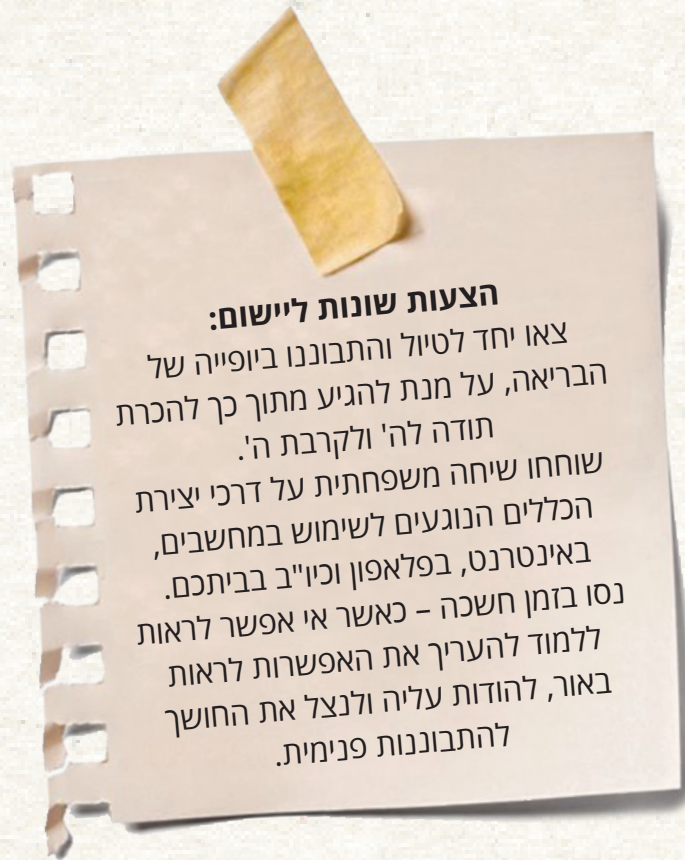 הצעות שונות ליישום:
צאו יחד לטיול והתבוננו ביופייה של
הבריאה, על מנת להגיע מתוך כך להכרת
תודה לה' ולקרבת ה'.
שוחחו שיחה משפחתית על דרכי יצירת
הכללים הנוגעים לשימוש במחשבים,
באינטרנט, בפלאפון וכיו"ב בביתכם.
נסו בזמן חשכה – כאשר אי אפשר לראות
ללמוד להעריך את האפשרות לראות
באור, להודות עליה ולנצל את החושך
להתבוננות פנימית.